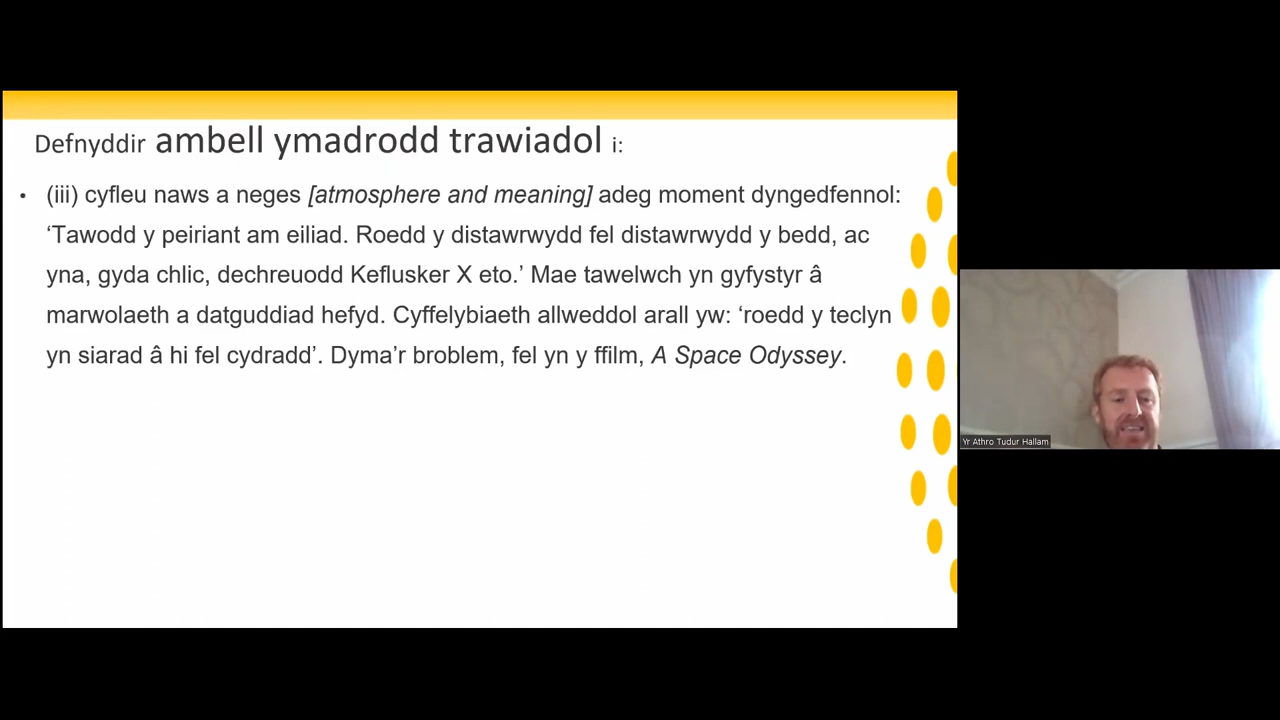 Defnyddir ambell ymadrodd trawiadol i:
• (iii) cyfleu naws a neges [atmosphere and meaning] adeg moment dyngedfennol:
‘Tawodd y peiriant am eiliad. Roedd y distawrwydd fel distawrwydd y bedd, ac
yna, gyda chlic, dechreuodd Keflusker X eto.’ Mae tawelwch yn gyfystyr â
marwolaeth a datguddiad hefyd. Cyffelybiaeth allweddol arall yw: ‘roedd y teclyn
yn siarad â hi fel cydradd’. Dyma’r broblem, fel yn y ffilm, A Space Odyssey.
Yr Athro Tudur Hallam